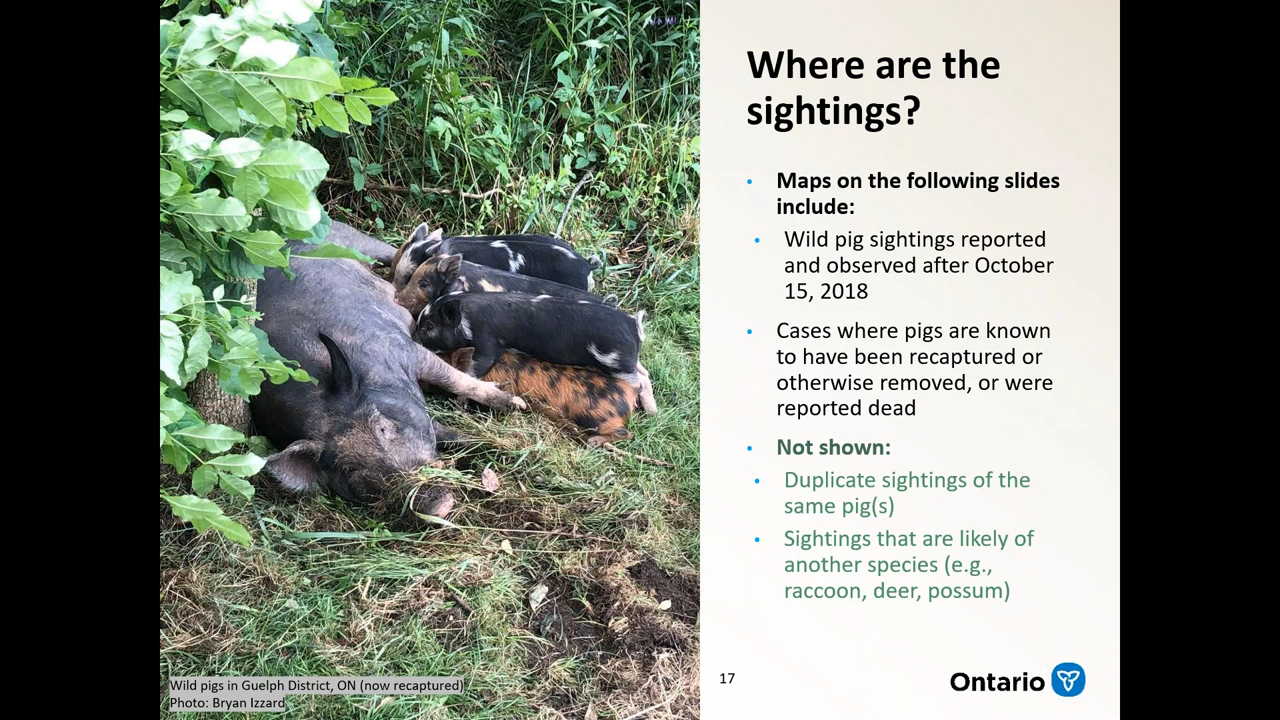 Where are the
sightings?
• Maps on the following slides
include:
• Wild pig sightings reported
and observed after October
15, 2018
• Cases where pigs are known
to have been recaptured or
otherwise removed, or were
reported dead
• Not shown:
• Duplicate sightings of the
same pig(s)
• Sightings that are likely of
another species (e.g.,
raccoon, deer, possum)
Wild pigs in Guelph District, ON (now recaptured)
Photo: Bryan Izzard
17
Ontario